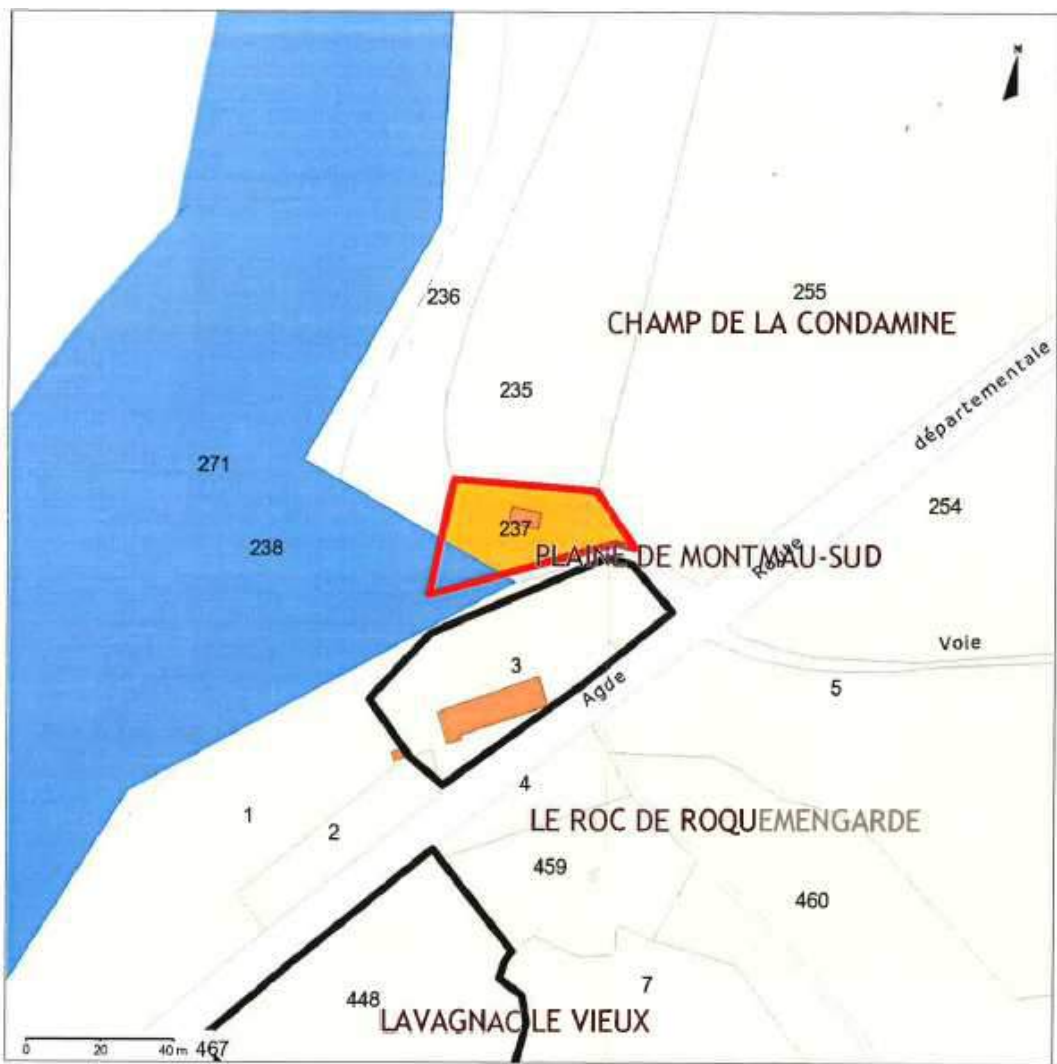 N
236
255
CHAMP DE LA CONDAMINE
départementale
235
271
254
237
238
PLAINE DE MONTMAU-SUD
Route
Voie
3
Agde
5
4
1
2
LE ROC DE ROQUEMENGARDE
459
460
7
448
LAVAGNAC LE VIEUX
0 20 40 m
467